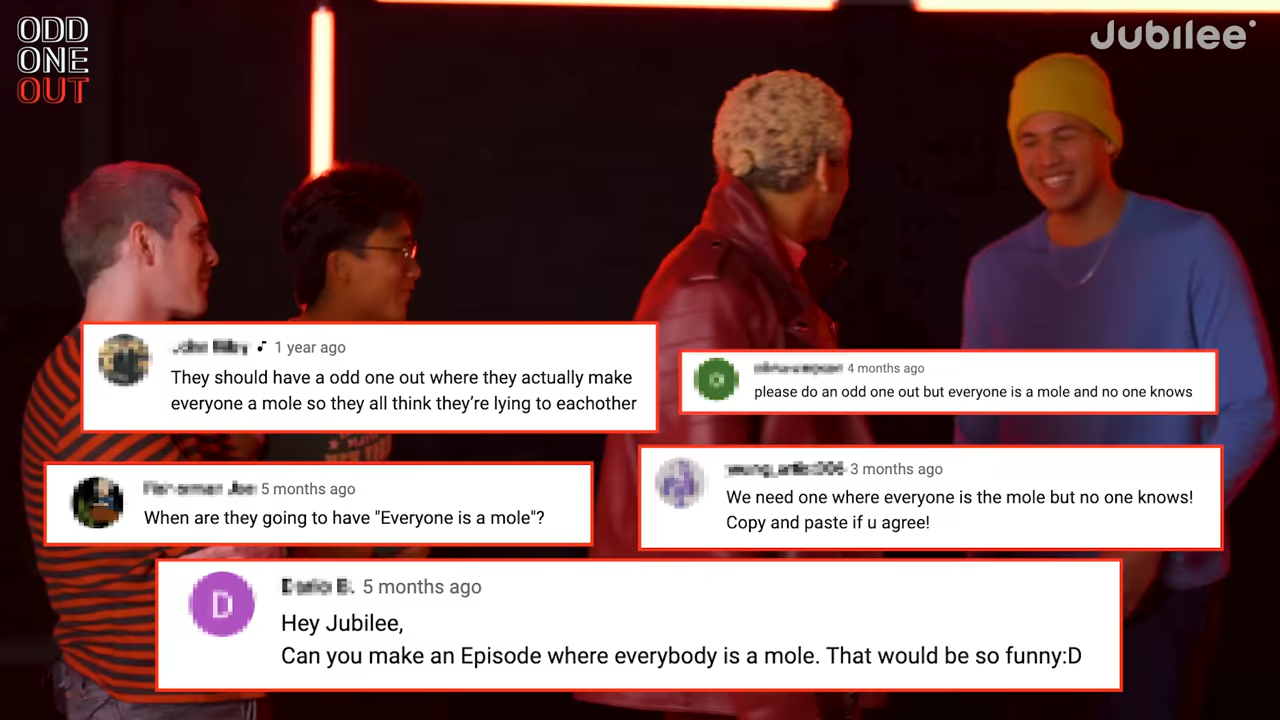 ODD
ONE
OUT
Jubilee
1 year ago
They should have a odd one out where they actually make
everyone a mole so they all think they’re lying to eachother
4 months ago
please do an odd one out but everyone is a mole and no one knows
5 months ago
When are they going to have "Everyone is a mole"?
3 months ago
We need one where everyone is the mole but no one knows!
Copy and paste if u agree!
D
5 months ago
Hey Jubilee,
Can you make an Episode where everybody is a mole. That would be so funny:D